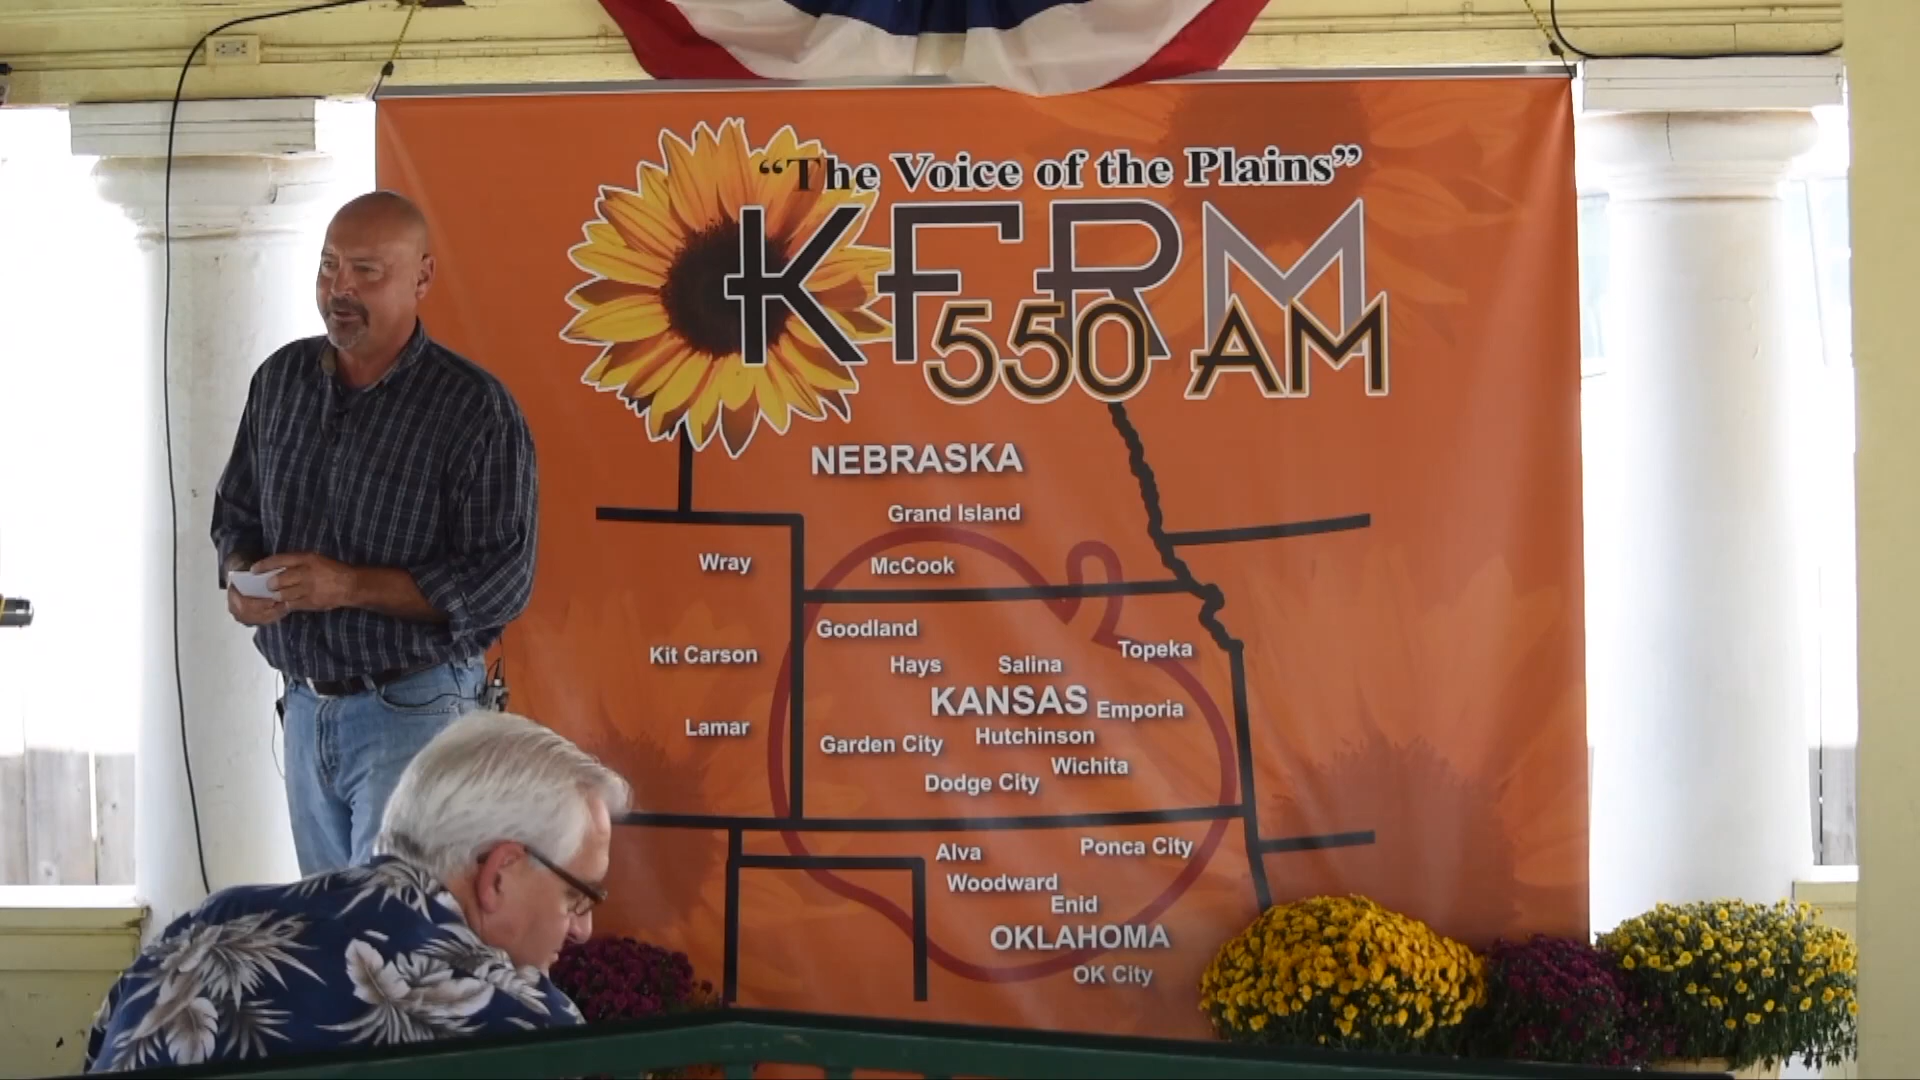 “The Voice of the Plains”
KFRM
550 AM
NEBRASKA
Grand Island
Wray
McCook
Goodland
Kit Carson
Hays
Salina
Topeka
KANSAS
Emporia
Lamar
Garden City
Hutchinson
Wichita
Dodge City
Alva
Ponca City
Woodward
Enid
OKLAHOMA
OK City